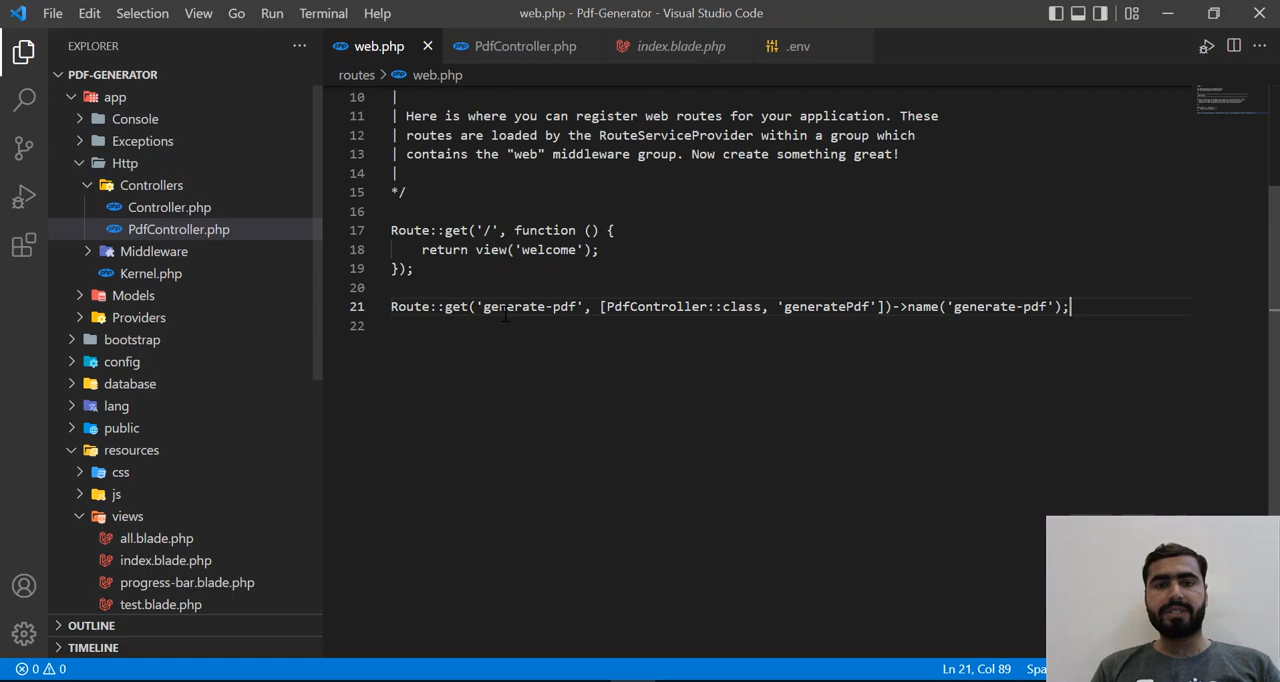 File Edit Selection View Go Run Terminal Help
web.php - Pdf-Generator - Visual Studio Code
EXPLORER
PDF-GENERATOR
app
Console
Exceptions
Http
Controllers
Controller.php
PdfController.php
Middleware
Kernel.php
Models
Providers
bootstrap
config
database
lang
public
resources
css
js
views
all.blade.php
index.blade.php
progress-bar.blade.php
test.blade.php
OUTLINE
TIMELINE
web.php PdfController.php index.blade.php .env
routes > web.php
10 |
11 | Here is where you can register web routes for your application. These
12 | routes are loaded by the RouteServiceProvider within a group which
13 | contains the "web" middleware group. Now create something great!
14 |
15 */
16
17 Route::get('/', function () {
18 return view('welcome');
19 });
20
21 Route::get('generate-pdf', [PdfController::class, 'generatePdf'])->name('generate-pdf');
22
0 0
Ln 21, Col 89 Spa